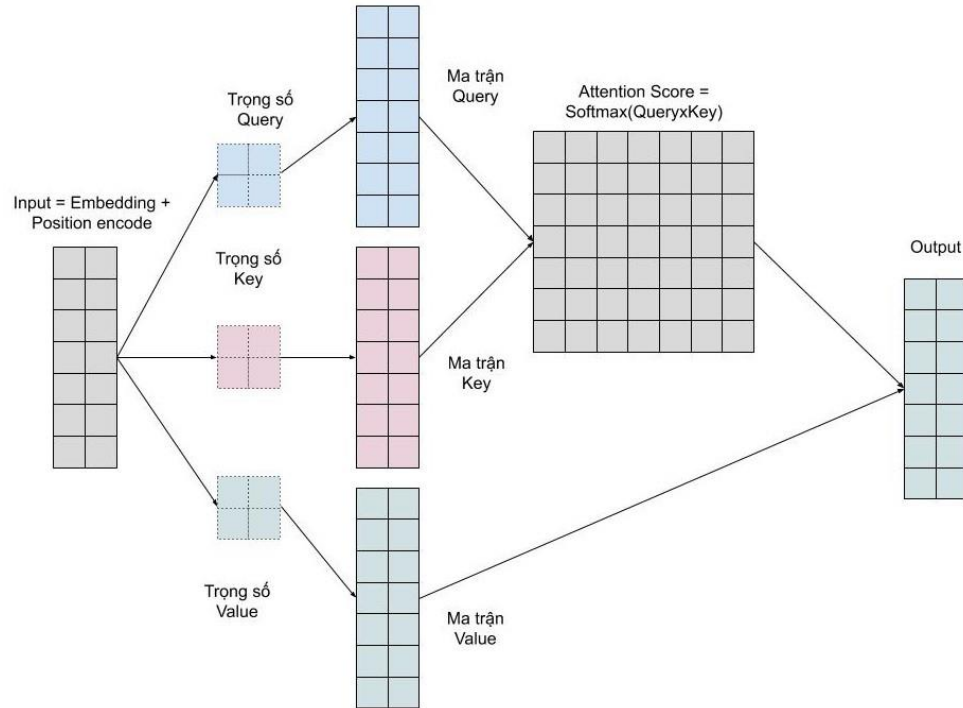 Trọng số
Query
Ma trận
Query
Attention Score =
Softmax(QueryxKey)
Input = Embedding +
Position encode
Trọng số
Key
Output
Ma trận
Key
Trọng số
Value
Ma trận
Value